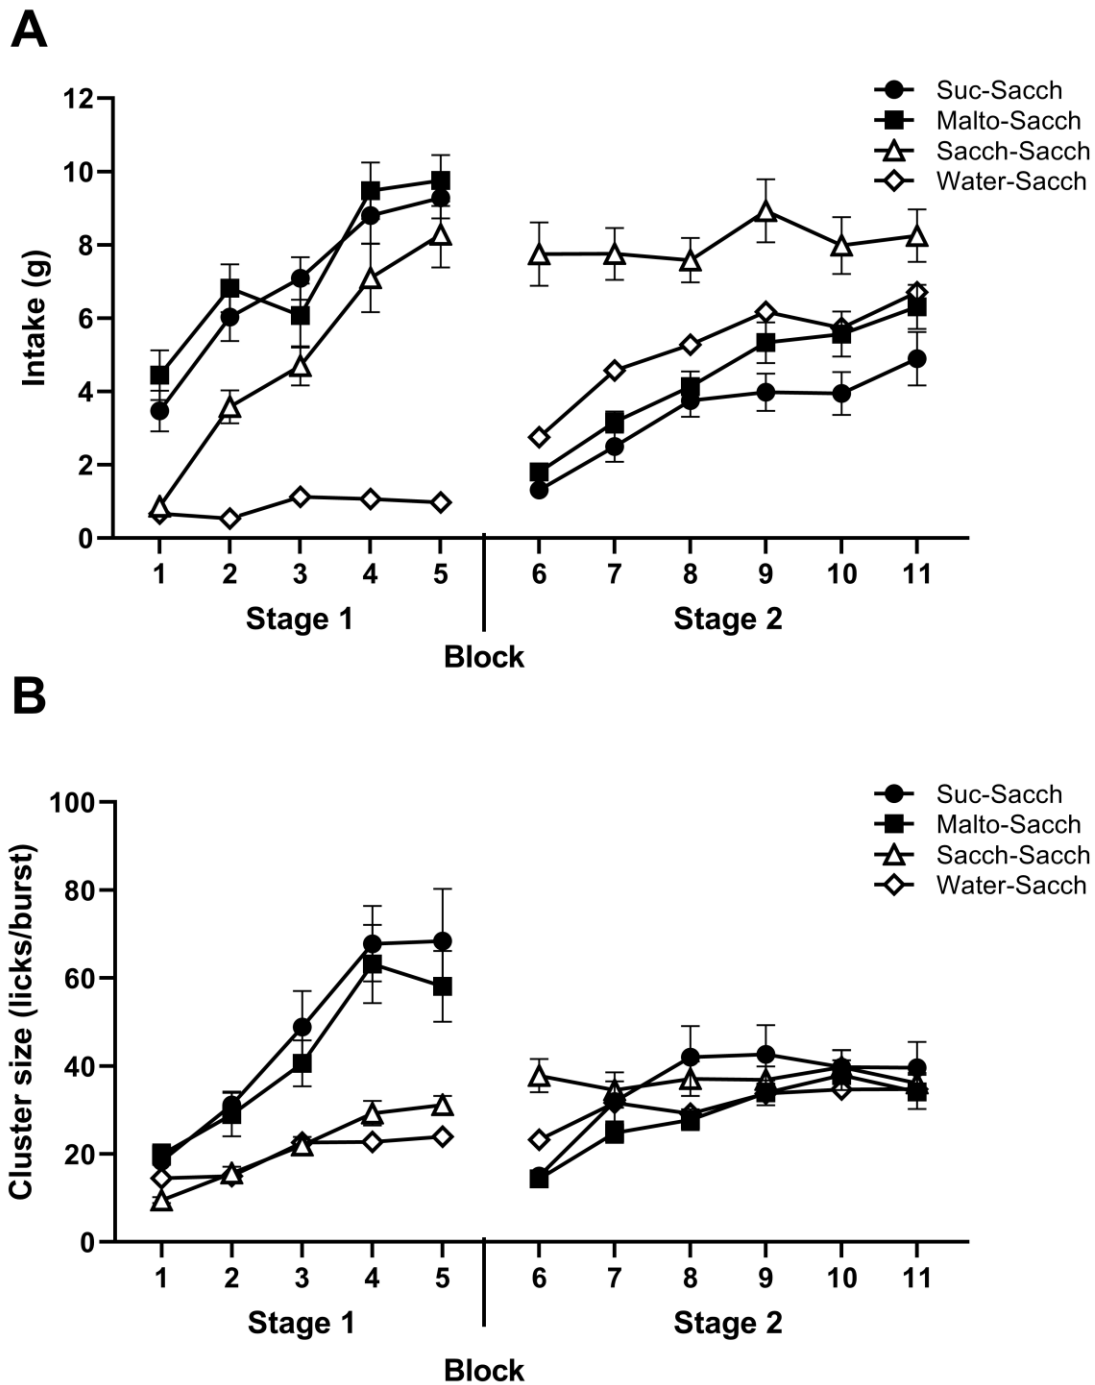 A
Suc-Sacch
Malto-Sacch
Sacch-Sacch
Water-Sacch
Intake (g)
12
10
8
6
4
2
0
1 2 3 4 5 6 7 8 9 10 11
Stage 1 Stage 2
Block
B
Suc-Sacch
Malto-Sacch
Sacch-Sacch
Water-Sacch
Cluster size (licks/burst)
100
80
60
40
20
0
1 2 3 4 5 6 7 8 9 10 11
Stage 1 Stage 2
Block